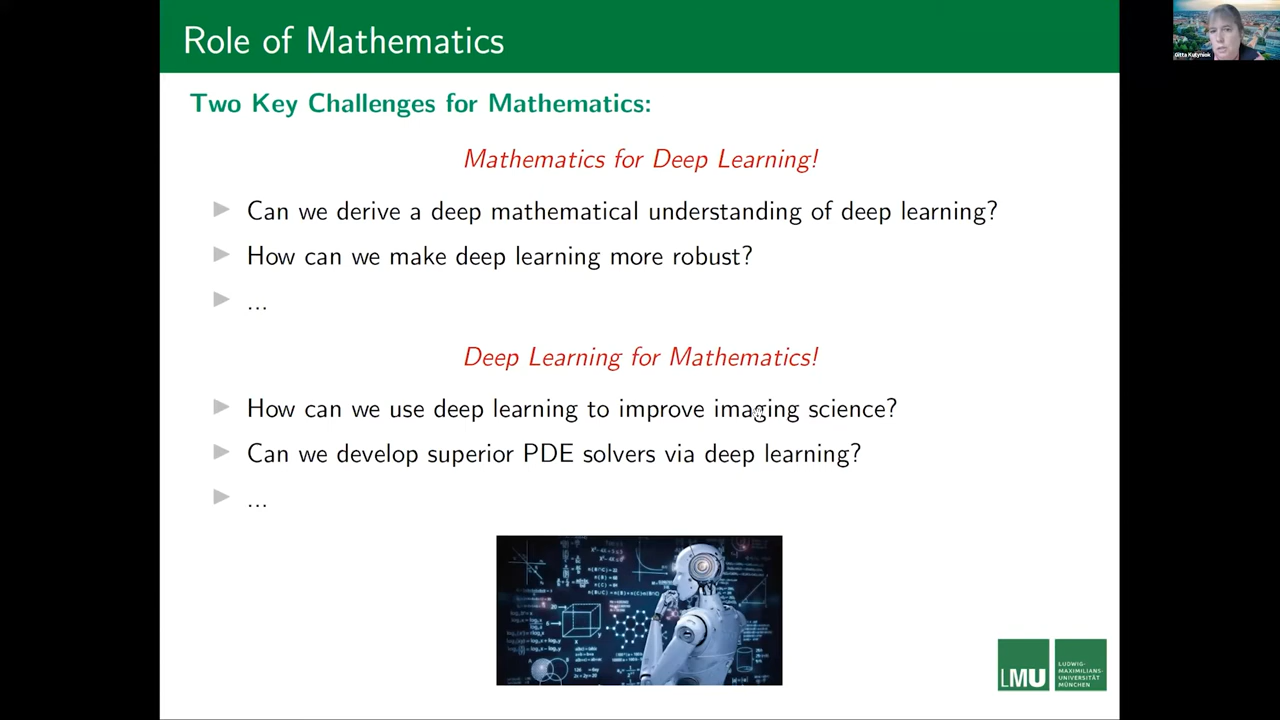 Role of Mathematics
Gitta Kutyniok
Two Key Challenges for Mathematics:
Mathematics for Deep Learning!
Can we derive a deep mathematical understanding of deep learning?
How can we make deep learning more robust?
...
Deep Learning for Mathematics!
How can we use deep learning to improve imaging science?
Can we develop superior PDE solvers via deep learning?
...
LMU
LUDWIG-
MAXIMILIANS-
UNIVERSITÄT
MÜNCHEN